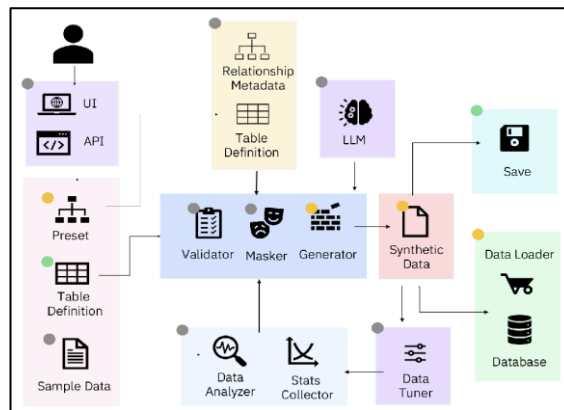 UI
API
Relationship
Metadata
Table
Definition
LLM
Save
Preset
Table
Definition
Sample Data
Validator
Masker
Generator
Synthetic
Data
Data Loader
Database
Data
Analyzer
Stats
Collector
Data
Tuner